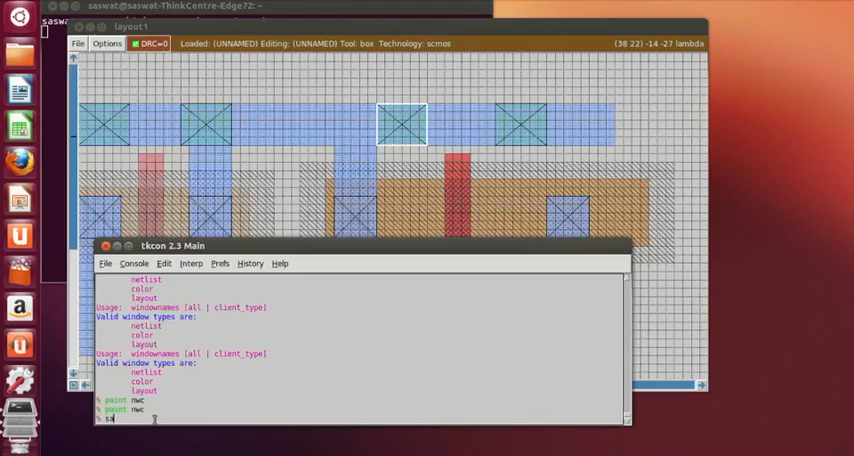 saswat@saswat-ThinkCentre-Edge72: ~
saswa
layout1
File Options DRC=0 Loaded: (UNNAMED) Editing: (UNNAMED) Tool: box Technology: scmos (38 22) -14 -27 lambda
tkcon 2.3 Main
File Console Edit Interp Prefs History Help
netlist
color
layout
Usage: windownames [all | client_type]
Valid window types are:
netlist
color
layout
Usage: windownames [all | client_type]
Valid window types are:
netlist
color
layout
% paint nwc
% paint nwc
% sa